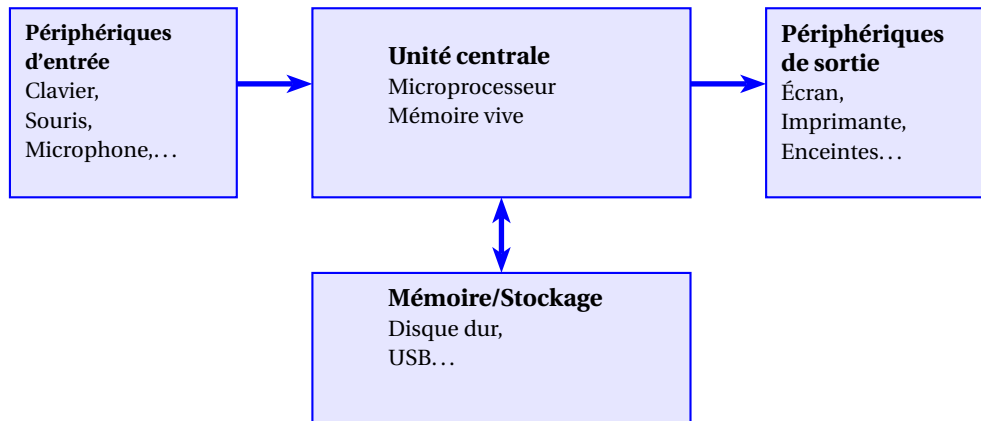 Périphériques
d'entrée
Clavier,
Souris,
Microphone,...
Unité centrale
Microprocesseur
Mémoire vive
Périphériques
de sortie
Écran,
Imprimante,
Enceintes...
Mémoire/Stockage
Disque dur,
USB...